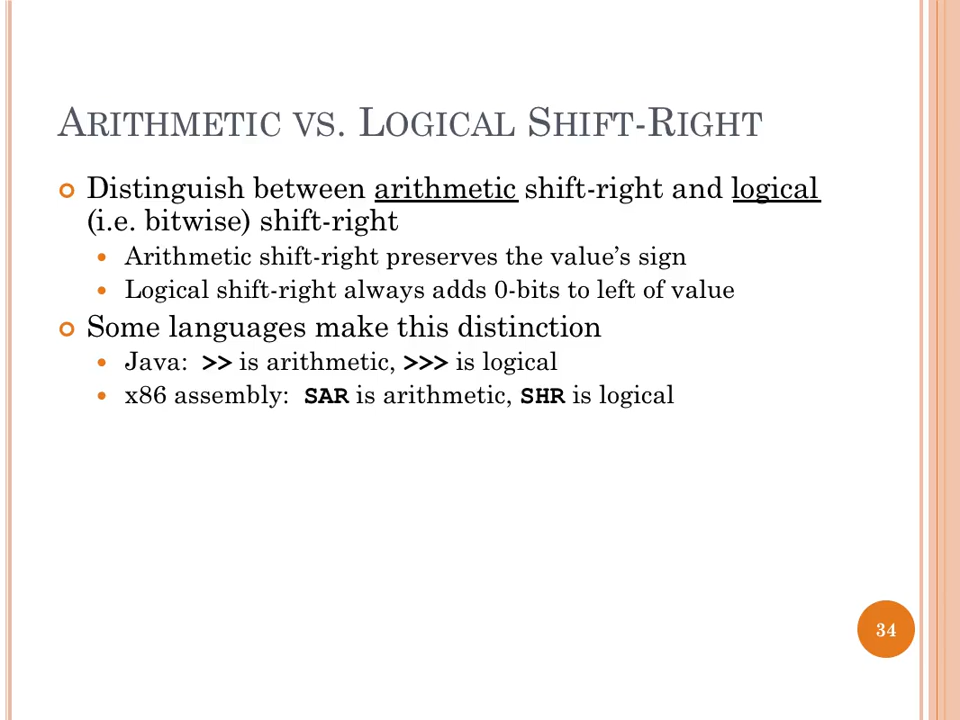 ARITHMETIC VS. LOGICAL SHIFT-RIGHT
Distinguish between arithmetic shift-right and logical
(i.e. bitwise) shift-right
Arithmetic shift-right preserves the value’s sign
Logical shift-right always adds 0-bits to left of value
Some languages make this distinction
Java: >> is arithmetic, >>> is logical
x86 assembly: SAR is arithmetic, SHR is logical
34